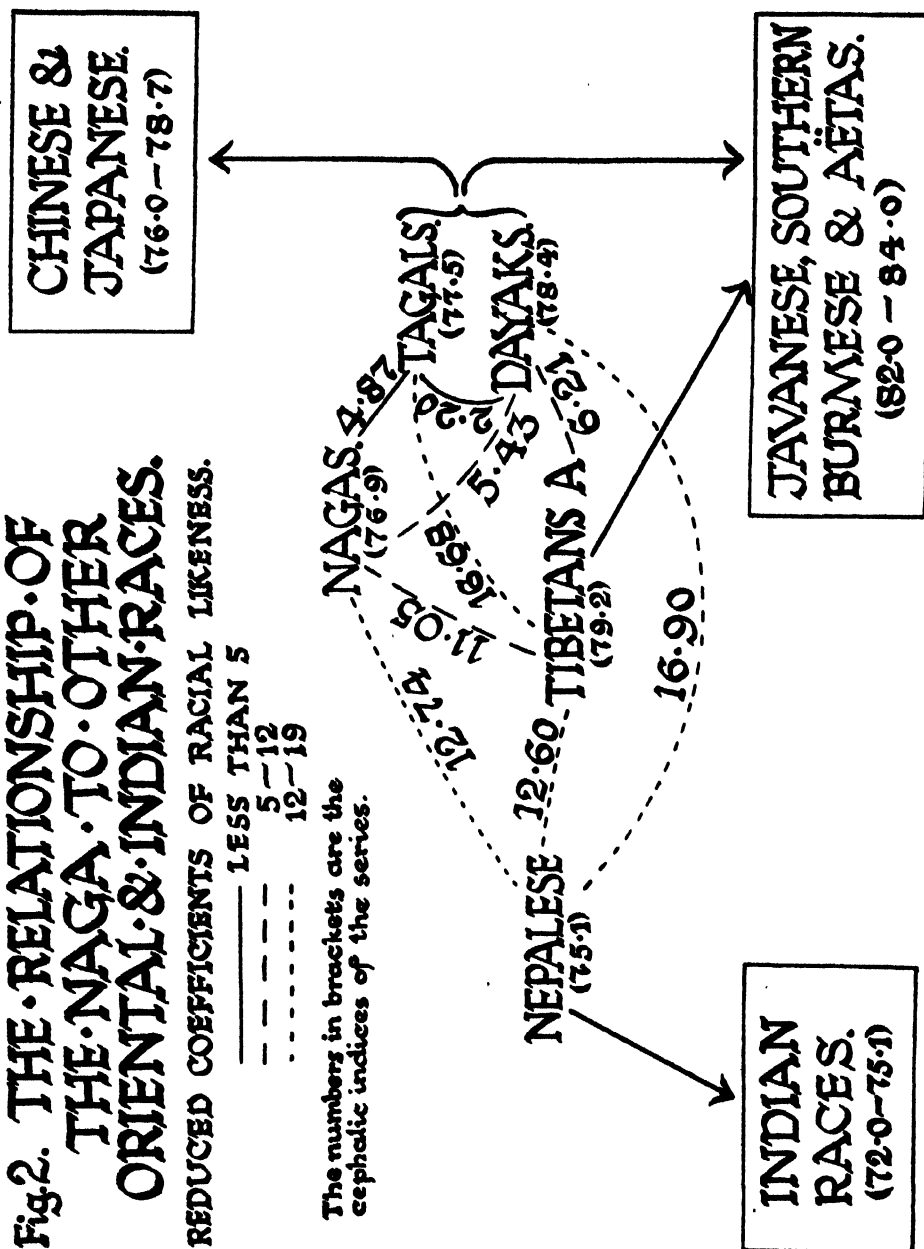 Fig.2. THE·RELATIONSHIP·OF
THE·NAGA·TO·OTHER
ORIENTAL·&·INDIAN·RACES.
REDUCED COEFFICIENTS OF RACIAL LIKENESS.
LESS THAN 5
5—12
12—19
The numbers in brackets are the
cephalic indices of the series.
CHINESE &
JAPANESE.
(76·0—78·7)
NAGAS.
(76·9)
4·87
TAGALS.
(77·5)
2·20
5·43
DAYAKS.
(78·4)
16·68
11·05
6·21
12·74
NEPALESE
(75·1)
12·60
TIBETANS A
(79·2)
16·90
INDIAN
RACES.
(72·0—75·1)
JAVANESE, SOUTHERN
BURMESE & AËTAS.
(82·0—84·0)